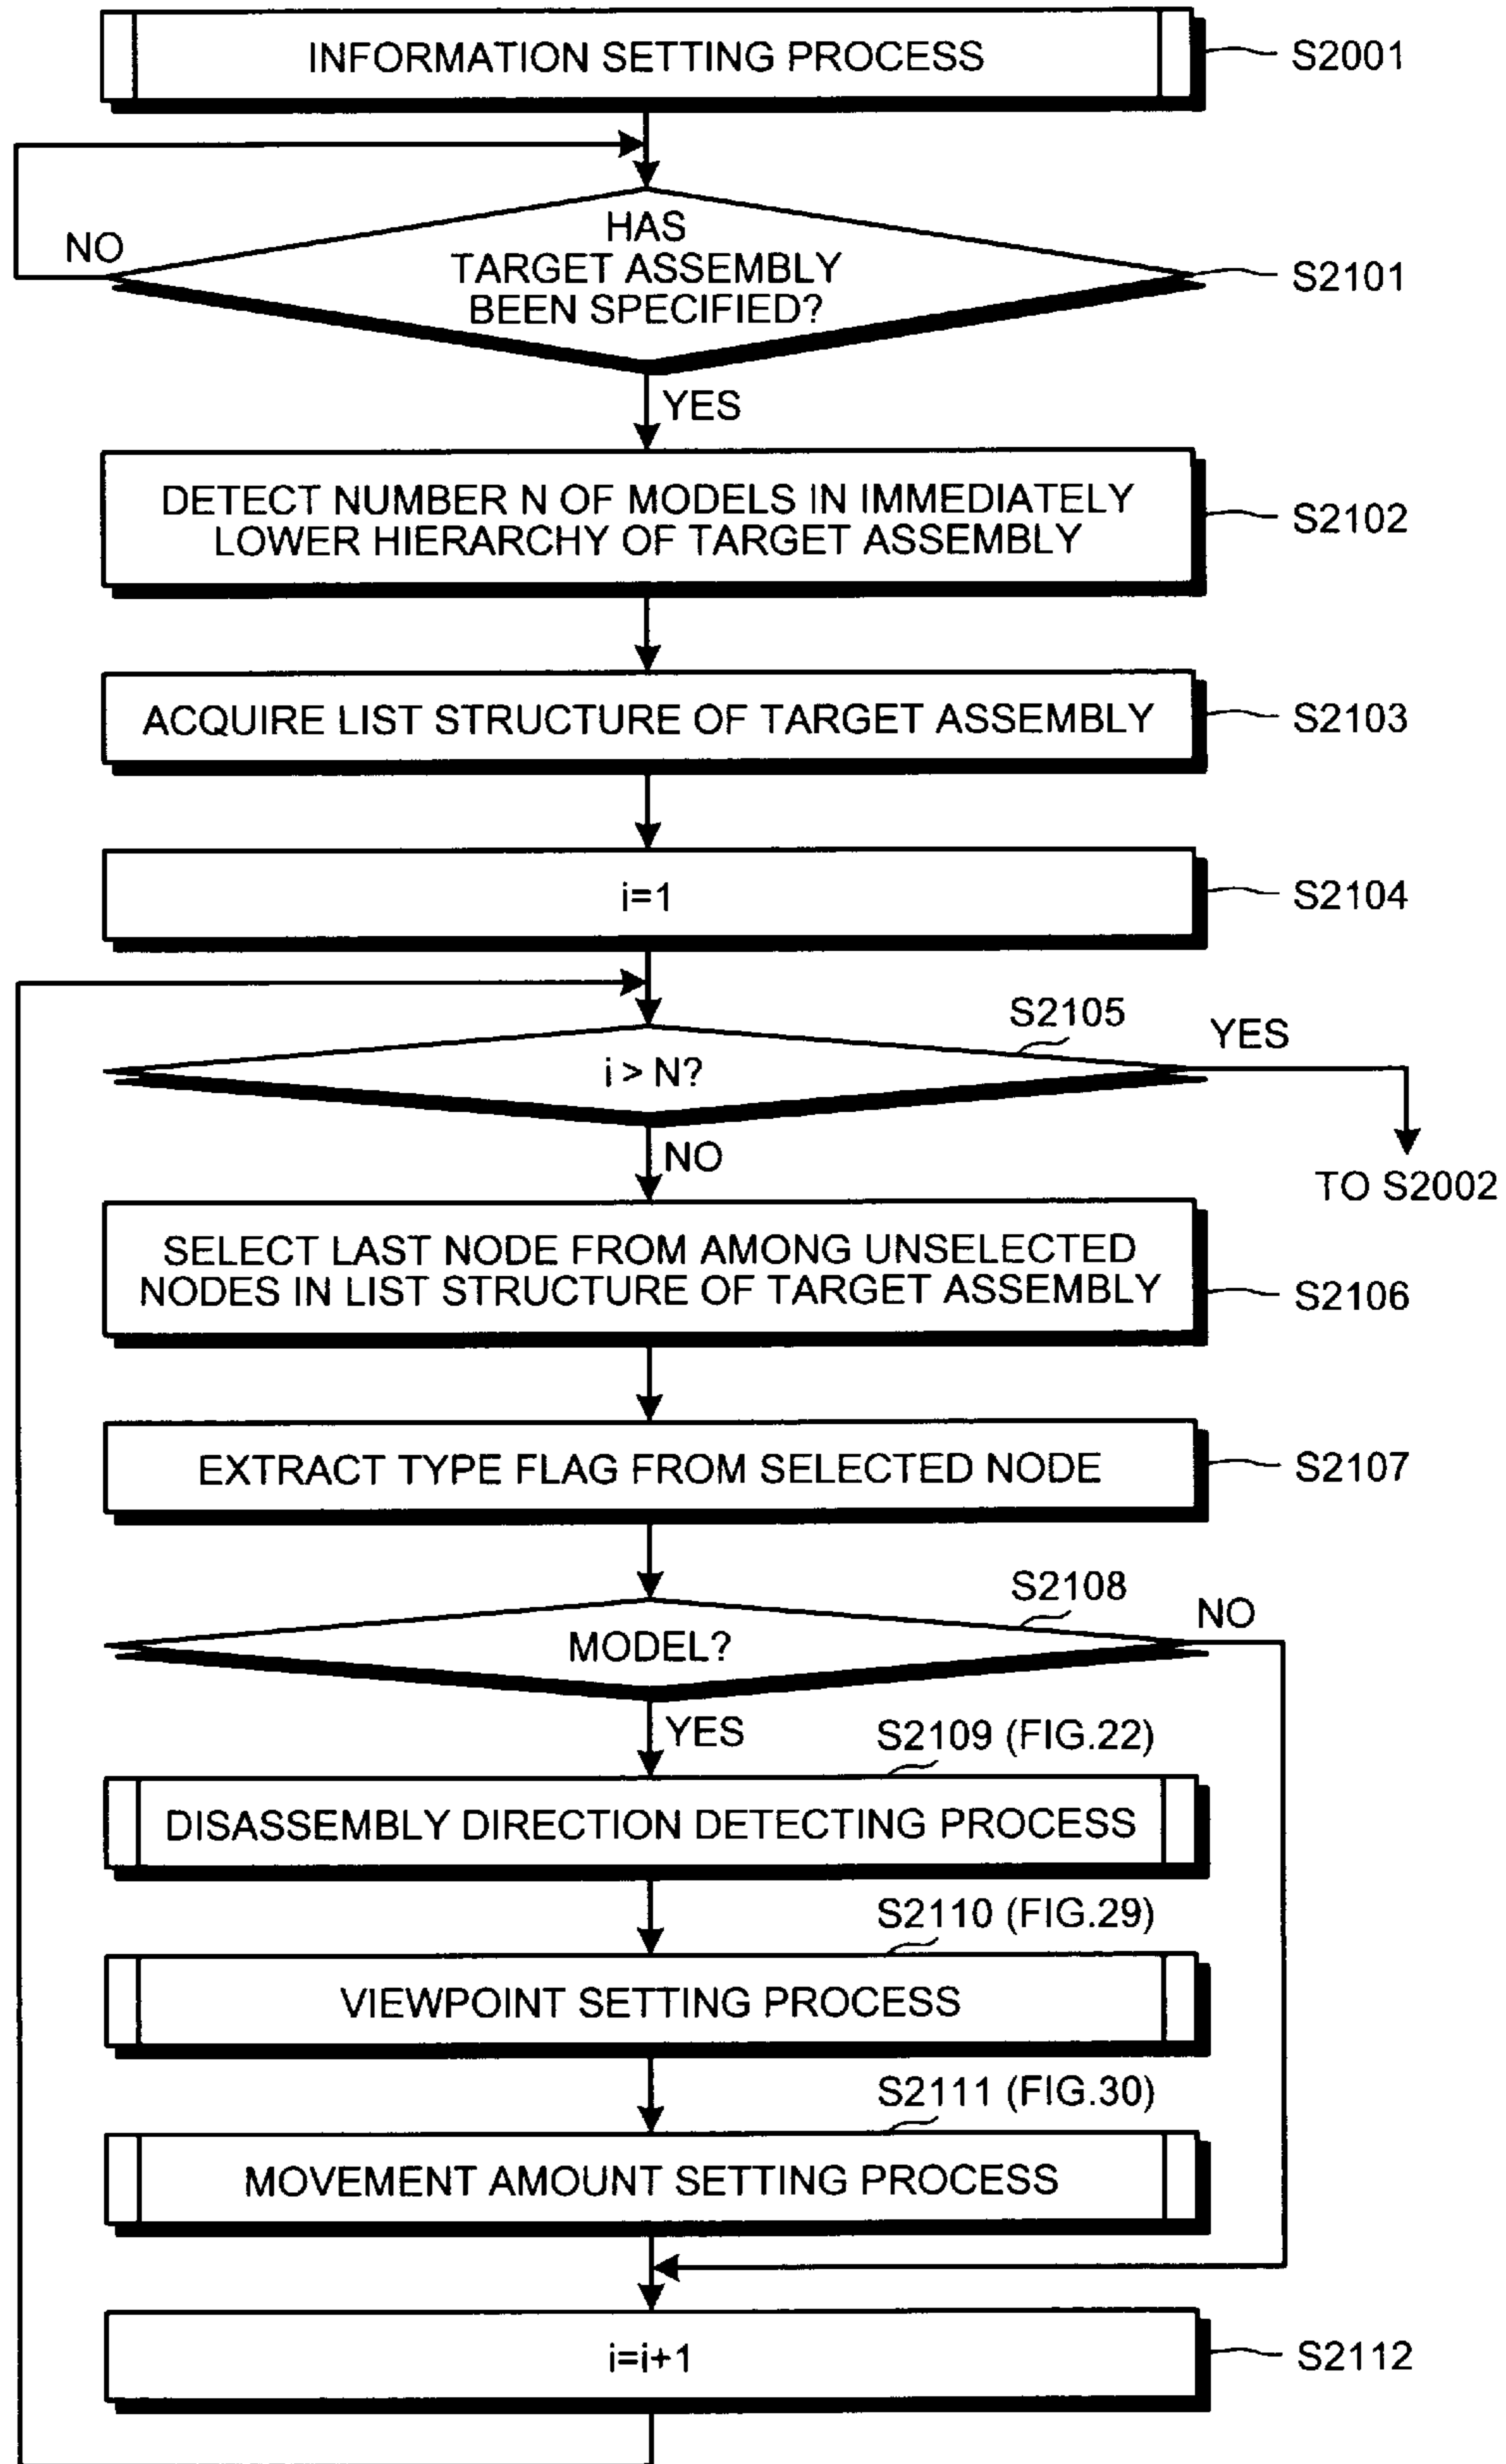 INFORMATION SETTING PROCESS
S2001
HAS
TARGET ASSEMBLY
BEEN SPECIFIED?
NO
S2101
YES
DETECT NUMBER N OF MODELS IN IMMEDIATELY
LOWER HIERARCHY OF TARGET ASSEMBLY
S2102
ACQUIRE LIST STRUCTURE OF TARGET ASSEMBLY
S2103
i=1
S2104
S2105
YES
i > N?
NO
TO S2002
SELECT LAST NODE FROM AMONG UNSELECTED
NODES IN LIST STRUCTURE OF TARGET ASSEMBLY
S2106
EXTRACT TYPE FLAG FROM SELECTED NODE
S2107
S2108
NO
MODEL?
YES
S2109 (FIG.22)
DISASSEMBLY DIRECTION DETECTING PROCESS
S2110 (FIG.29)
VIEWPOINT SETTING PROCESS
S2111 (FIG.30)
MOVEMENT AMOUNT SETTING PROCESS
i=i+1
S2112